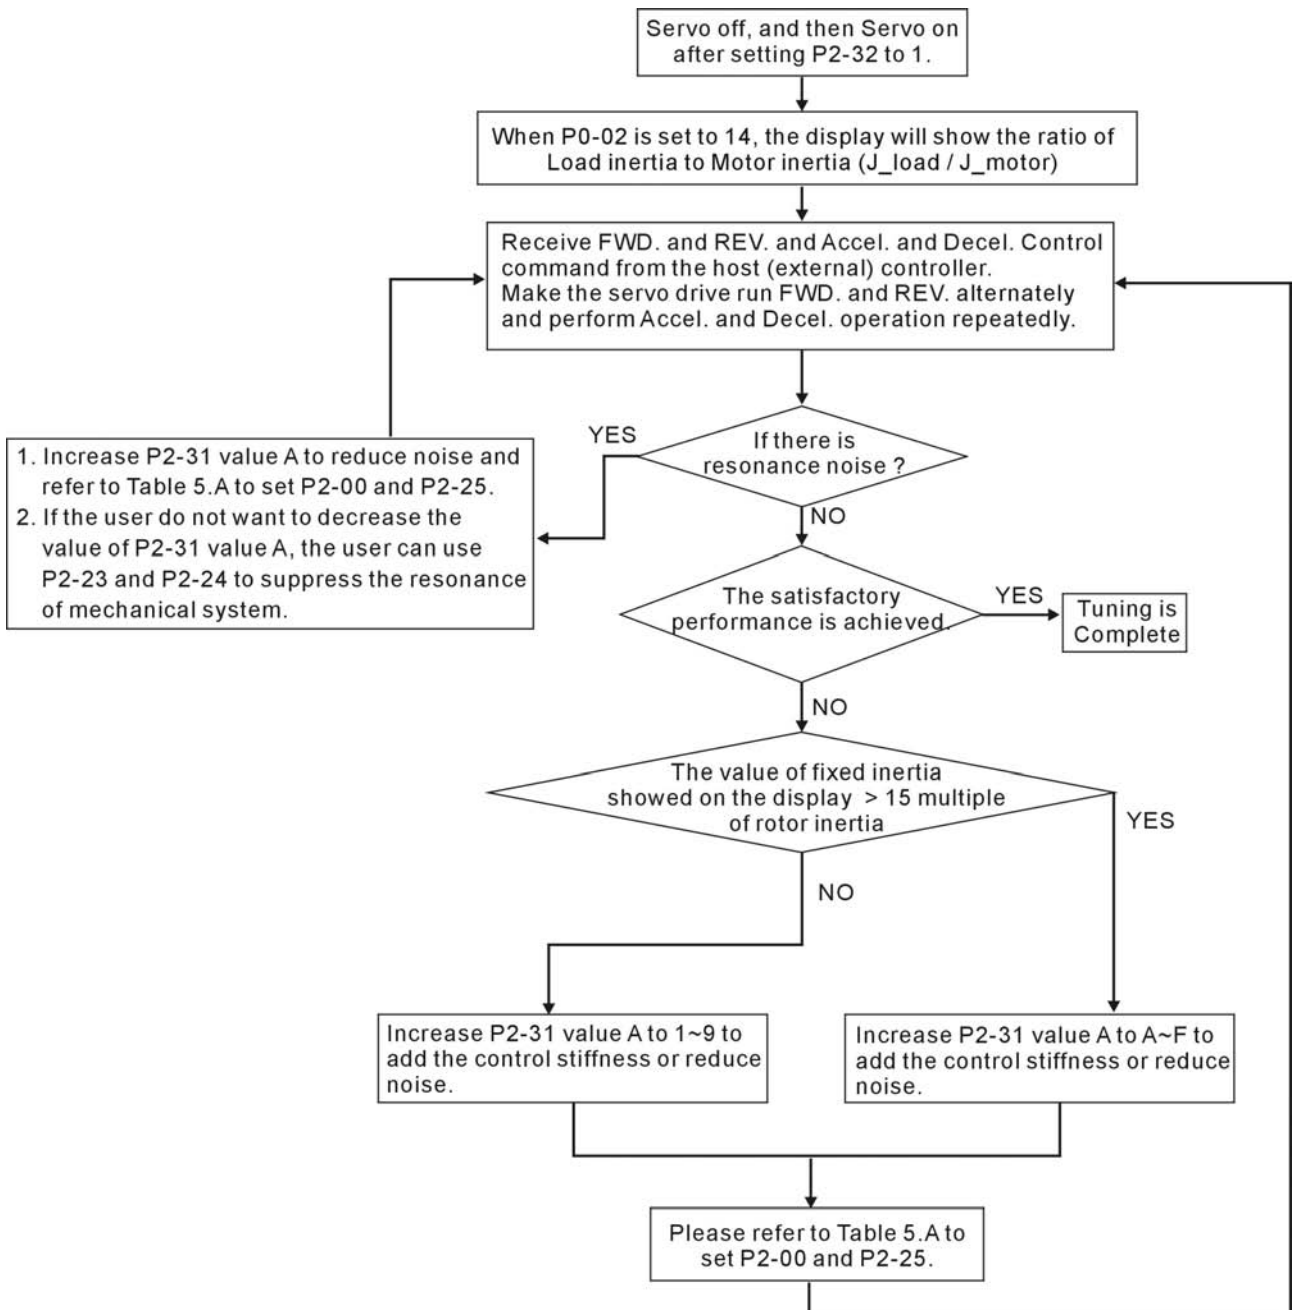 Servo off, and then Servo on
after setting P2-32 to 1.
When P0-02 is set to 14, the display will show the ratio of
Load inertia to Motor inertia (J_load / J_motor)
Receive FWD. and REV. and Accel. and Decel. Control
command from the host (external) controller.
Make the servo drive run FWD. and REV. alternately
and perform Accel. and Decel. operation repeatedly.
If there is
resonance noise ?
YES
1. Increase P2-31 value A to reduce noise and
refer to Table 5.A to set P2-00 and P2-25.
2. If the user do not want to decrease the
value of P2-31 value A, the user can use
P2-23 and P2-24 to suppress the resonance
of mechanical system.
NO
The satisfactory
performance is achieved.
YES
Tuning is
Complete
NO
The value of fixed inertia
showed on the display > 15 multiple
of rotor inertia
YES
NO
Increase P2-31 value A to 1~9 to
add the control stiffness or reduce
noise.
Increase P2-31 value A to A~F to
add the control stiffness or reduce
noise.
Please refer to Table 5.A to
set P2-00 and P2-25.